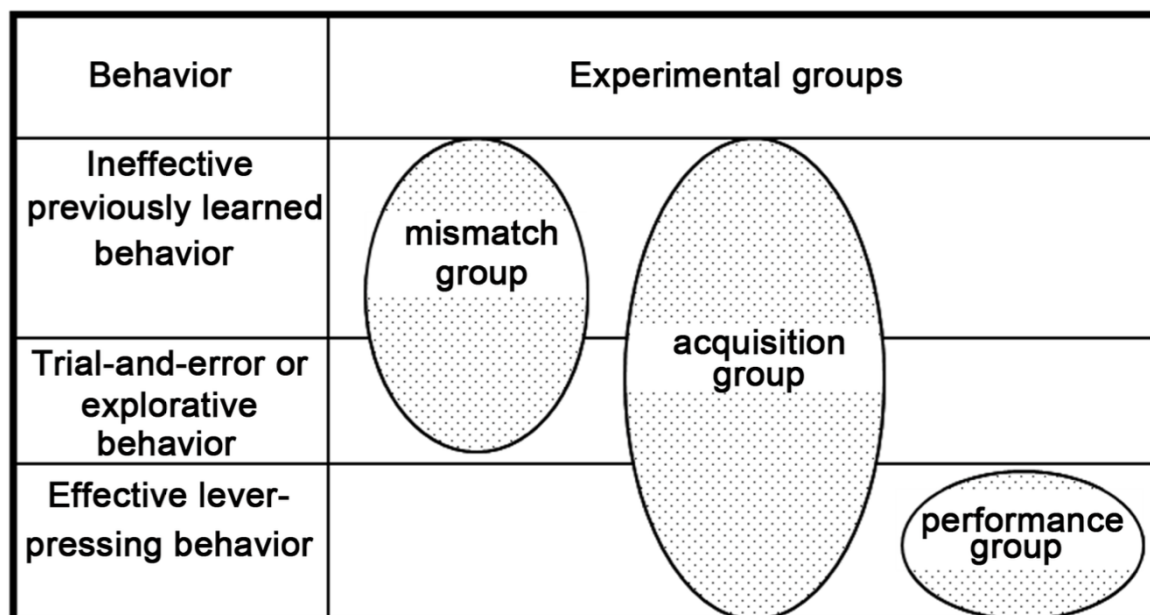 Behavior
Experimental groups
Ineffective
previously learned
behavior
mismatch
group
acquisition
group
Trial-and-error or
explorative
behavior
Effective lever-
pressing behavior
performance
group